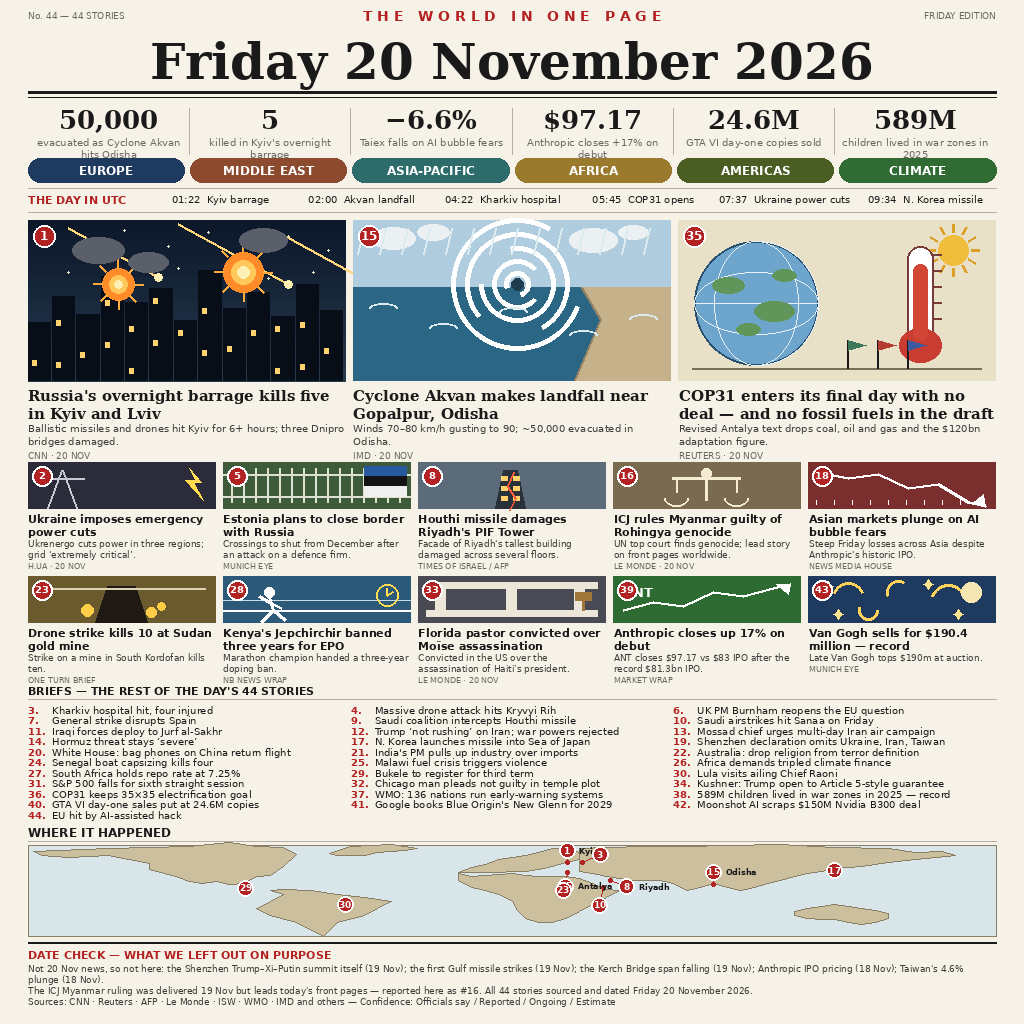 No. 44 — 44 STORIES
THE WORLD IN ONE PAGE
FRIDAY EDITION
Friday 20 November 2026
50,000
evacuated as Cyclone Akvan
hits Odisha
5
killed in Kyiv's overnight
barrage
−6.6%
Taiex falls on AI bubble fears
$97.17
Anthropic closes +17% on
debut
24.6M
GTA VI day-one copies sold
589M
children lived in war zones in
2025
EUROPE
MIDDLE EAST
ASIA-PACIFIC
AFRICA
AMERICAS
CLIMATE
THE DAY IN UTC
01:22 Kyiv barrage
02:00 Akvan landfall
04:22 Kharkiv hospital
05:45 COP31 opens
07:37 Ukraine power cuts
09:34 N. Korea missile
1
15
35
Russia's overnight barrage kills five
in Kyiv and Lviv
Ballistic missiles and drones hit Kyiv for 6+ hours; three Dnipro
bridges damaged.
CNN · 20 NOV
Cyclone Akvan makes landfall near
Gopalpur, Odisha
Winds 70–80 km/h gusting to 90; ~50,000 evacuated in
Odisha.
IMD · 20 NOV
COP31 enters its final day with no
deal — and no fossil fuels in the draft
Revised Antalya text drops coal, oil and gas and the $120bn
adaptation figure.
REUTERS · 20 NOV
2
5
8
16
18
Ukraine imposes emergency
power cuts
Ukrenergo cuts power in three regions;
grid ‘extremely critical’.
H.UA · 20 NOV
Estonia plans to close border
with Russia
Crossings to shut from December after
an attack on a defence firm.
MUNICH EYE
Houthi missile damages
Riyadh's PIF Tower
Facade of Riyadh's tallest building
damaged across several floors.
TIMES OF ISRAEL / AFP
ICJ rules Myanmar guilty of
Rohingya genocide
UN top court finds genocide; lead story
on front pages worldwide.
LE MONDE · 20 NOV
Asian markets plunge on AI
bubble fears
Steep Friday losses across Asia despite
Anthropic's historic IPO.
NEWS MEDIA HOUSE
23
28
33
39
NT
43
Drone strike kills 10 at Sudan
gold mine
Strike on a mine in South Kordofan kills
ten.
ONE TURN BRIEF
Kenya's Jepchirchir banned
three years for EPO
Marathon champion handed a three-year
doping ban.
NB NEWS WRAP
Florida pastor convicted over
Moïse assassination
Convicted in the US over the
assassination of Haiti's president.
LE MONDE · 20 NOV
Anthropic closes up 17% on
debut
ANT closes $97.17 vs $83 IPO after the
record $81.3bn IPO.
MARKET WRAP
Van Gogh sells for $190.4
million — record
Late Van Gogh tops $190m at auction.
MUNICH EYE
BRIEFS — THE REST OF THE DAY'S 44 STORIES
3. Kharkiv hospital hit, four injured
4. Massive drone attack hits Kryvyi Rih
6. UK PM Burnham reopens the EU question
7. General strike disrupts Spain
9. Saudi coalition intercepts Houthi missile
10. Saudi airstrikes hit Sanaa on Friday
11. Iraqi forces deploy to Jurf al-Sakhr
12. Trump ‘not rushing’ on Iran; war powers rejected
13. Mossad chief urges multi-day Iran air campaign
14. Hormuz threat stays ‘severe’
17. N. Korea launches missile into Sea of Japan
19. Shenzhen declaration omits Ukraine, Iran, Taiwan
20. White House: bag phones on China return flight
21. India's PM pulls up industry over imports
22. Australia: drop religion from terror definition
24. Senegal boat capsizing kills four
25. Malawi fuel crisis triggers violence
26. Africa demands tripled climate finance
27. South Africa holds repo rate at 7.25%
29. Bukele to register for third term
30. Lula visits ailing Chief Raoni
31. S&P 500 falls for sixth straight session
32. Chicago man pleads not guilty in temple plot
34. Kushner: Trump open to Article 5-style guarantee
36. COP31 keeps 35x35 electrification goal
37. WMO: 136 nations run early-warning systems
38. 589M children lived in war zones in 2025 — record
40. GTA VI day-one sales put at 24.6M copies
41. Google books Blue Origin's New Glenn for 2029
42. Moonshot AI scraps $150M Nvidia B300 deal
44. EU hit by AI-assisted hack
WHERE IT HAPPENED
1
3
15
Odisha
17
29
23
Antalya
8
Riyadh
30
10
DATE CHECK — WHAT WE LEFT OUT ON PURPOSE
Not 20 Nov news, so not here: the Shenzhen Trump–Xi–Putin summit itself (19 Nov); the first Gulf missile strikes (19 Nov); the Kerch Bridge span falling (19 Nov); Anthropic IPO pricing (18 Nov); Taiwan's 4.6%
plunge (18 Nov).
The ICJ Myanmar ruling was delivered 19 Nov but leads today's front pages — reported here as #16. All 44 stories sourced and dated Friday 20 November 2026.
Sources: CNN · Reuters · AFP · Le Monde · ISW · WMO · IMD and others — Confidence: Officials say / Reported / Ongoing / Estimate